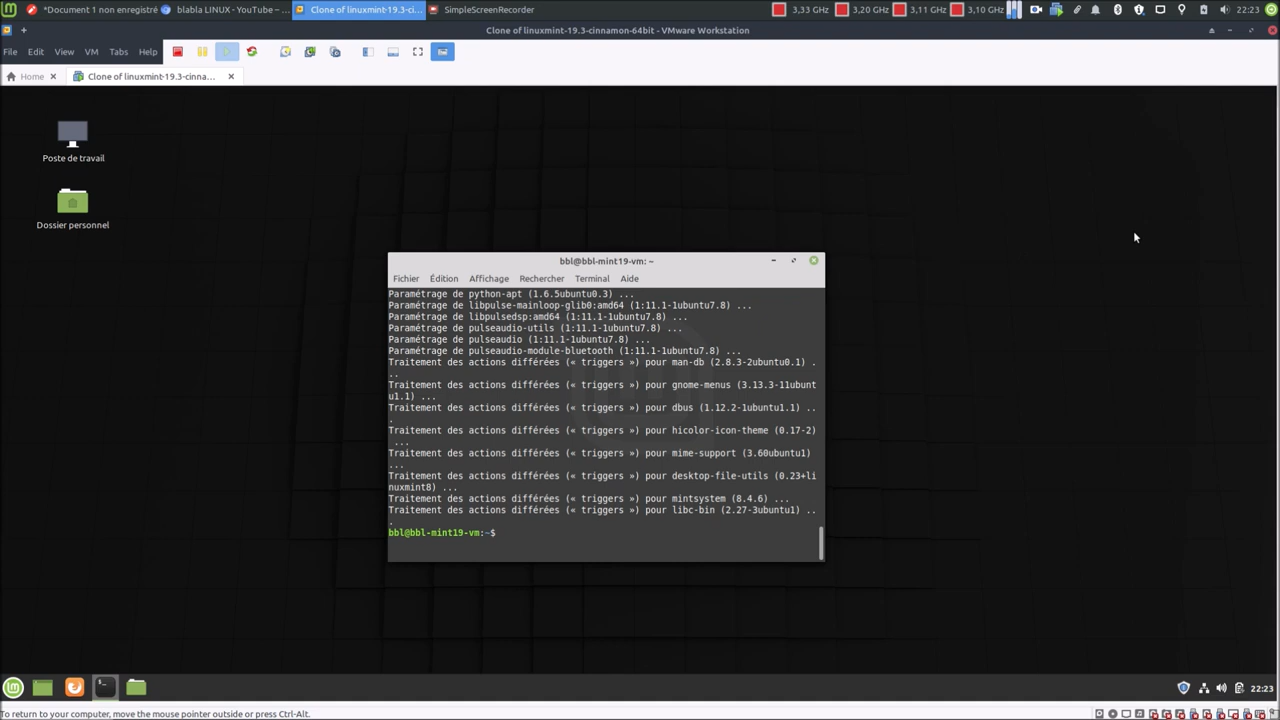 *Document 1 non enregistré
blabla LINUX - YouTube – ...
Clone of linuxmint-19.3-ci...
SimpleScreenRecorder
3,33 GHz
3,20 GHz
3,11 GHz
3,10 GHz
22:23
Clone of linuxmint-19.3-cinnamon-64bit - VMware Workstation
File Edit View VM Tabs Help
Home
Clone of linuxmint-19.3-cinna...
Poste de travail
Dossier personnel
bbl@bbl-mint19-vm: ~
Fichier Édition Affichage Rechercher Terminal Aide
Paramétrage de python-apt (1.6.5ubuntu0.3) ...
Paramétrage de libpulse-mainloop-glib0:amd64 (1:11.1-1ubuntu7.8) ...
Paramétrage de libpulsedsp:amd64 (1:11.1-1ubuntu7.8) ...
Paramétrage de pulseaudio-utils (1:11.1-1ubuntu7.8) ...
Paramétrage de pulseaudio (1:11.1-1ubuntu7.8) ...
Paramétrage de pulseaudio-module-bluetooth (1:11.1-1ubuntu7.8) ...
Traitement des actions différées (« triggers ») pour man-db (2.8.3-2ubuntu0.1) .
..
Traitement des actions différées (« triggers ») pour gnome-menus (3.13.3-11ubunt
u1.1) ...
Traitement des actions différées (« triggers ») pour dbus (1.12.2-1ubuntu1.1) ..
.
Traitement des actions différées (« triggers ») pour hicolor-icon-theme (0.17-2)
 ...
Traitement des actions différées (« triggers ») pour mime-support (3.60ubuntu1)
...
Traitement des actions différées (« triggers ») pour desktop-file-utils (0.23+li
nuxmint8) ...
Traitement des actions différées (« triggers ») pour mintsystem (8.4.6) ...
Traitement des actions différées (« triggers ») pour libc-bin (2.27-3ubuntu1) ..
.
bbl@bbl-mint19-vm:~$
22:23
To return to your computer, move the mouse pointer outside or press Ctrl-Alt.